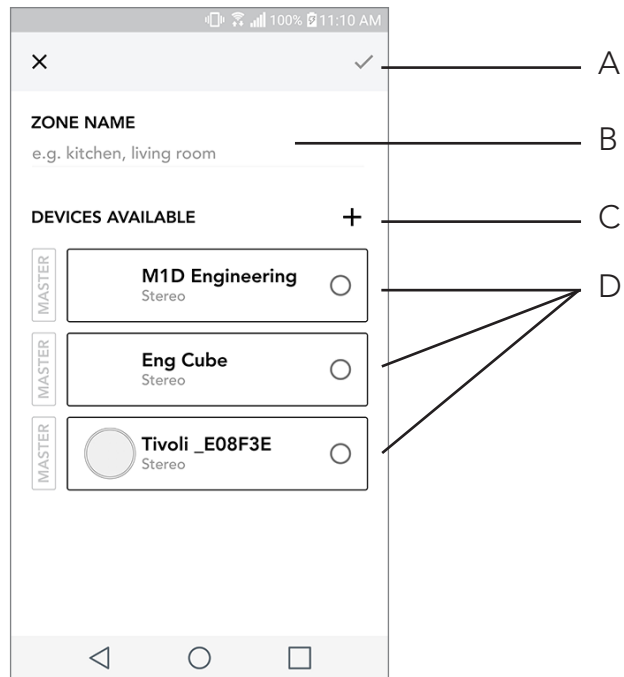 100% 11:10 AM
A
ZONE NAME
B
e.g. kitchen, living room
DEVICES AVAILABLE
C
MASTER
M1D Engineering
Stereo
D
MASTER
Eng Cube
Stereo
MASTER
Tivoli _E08F3E
Stereo